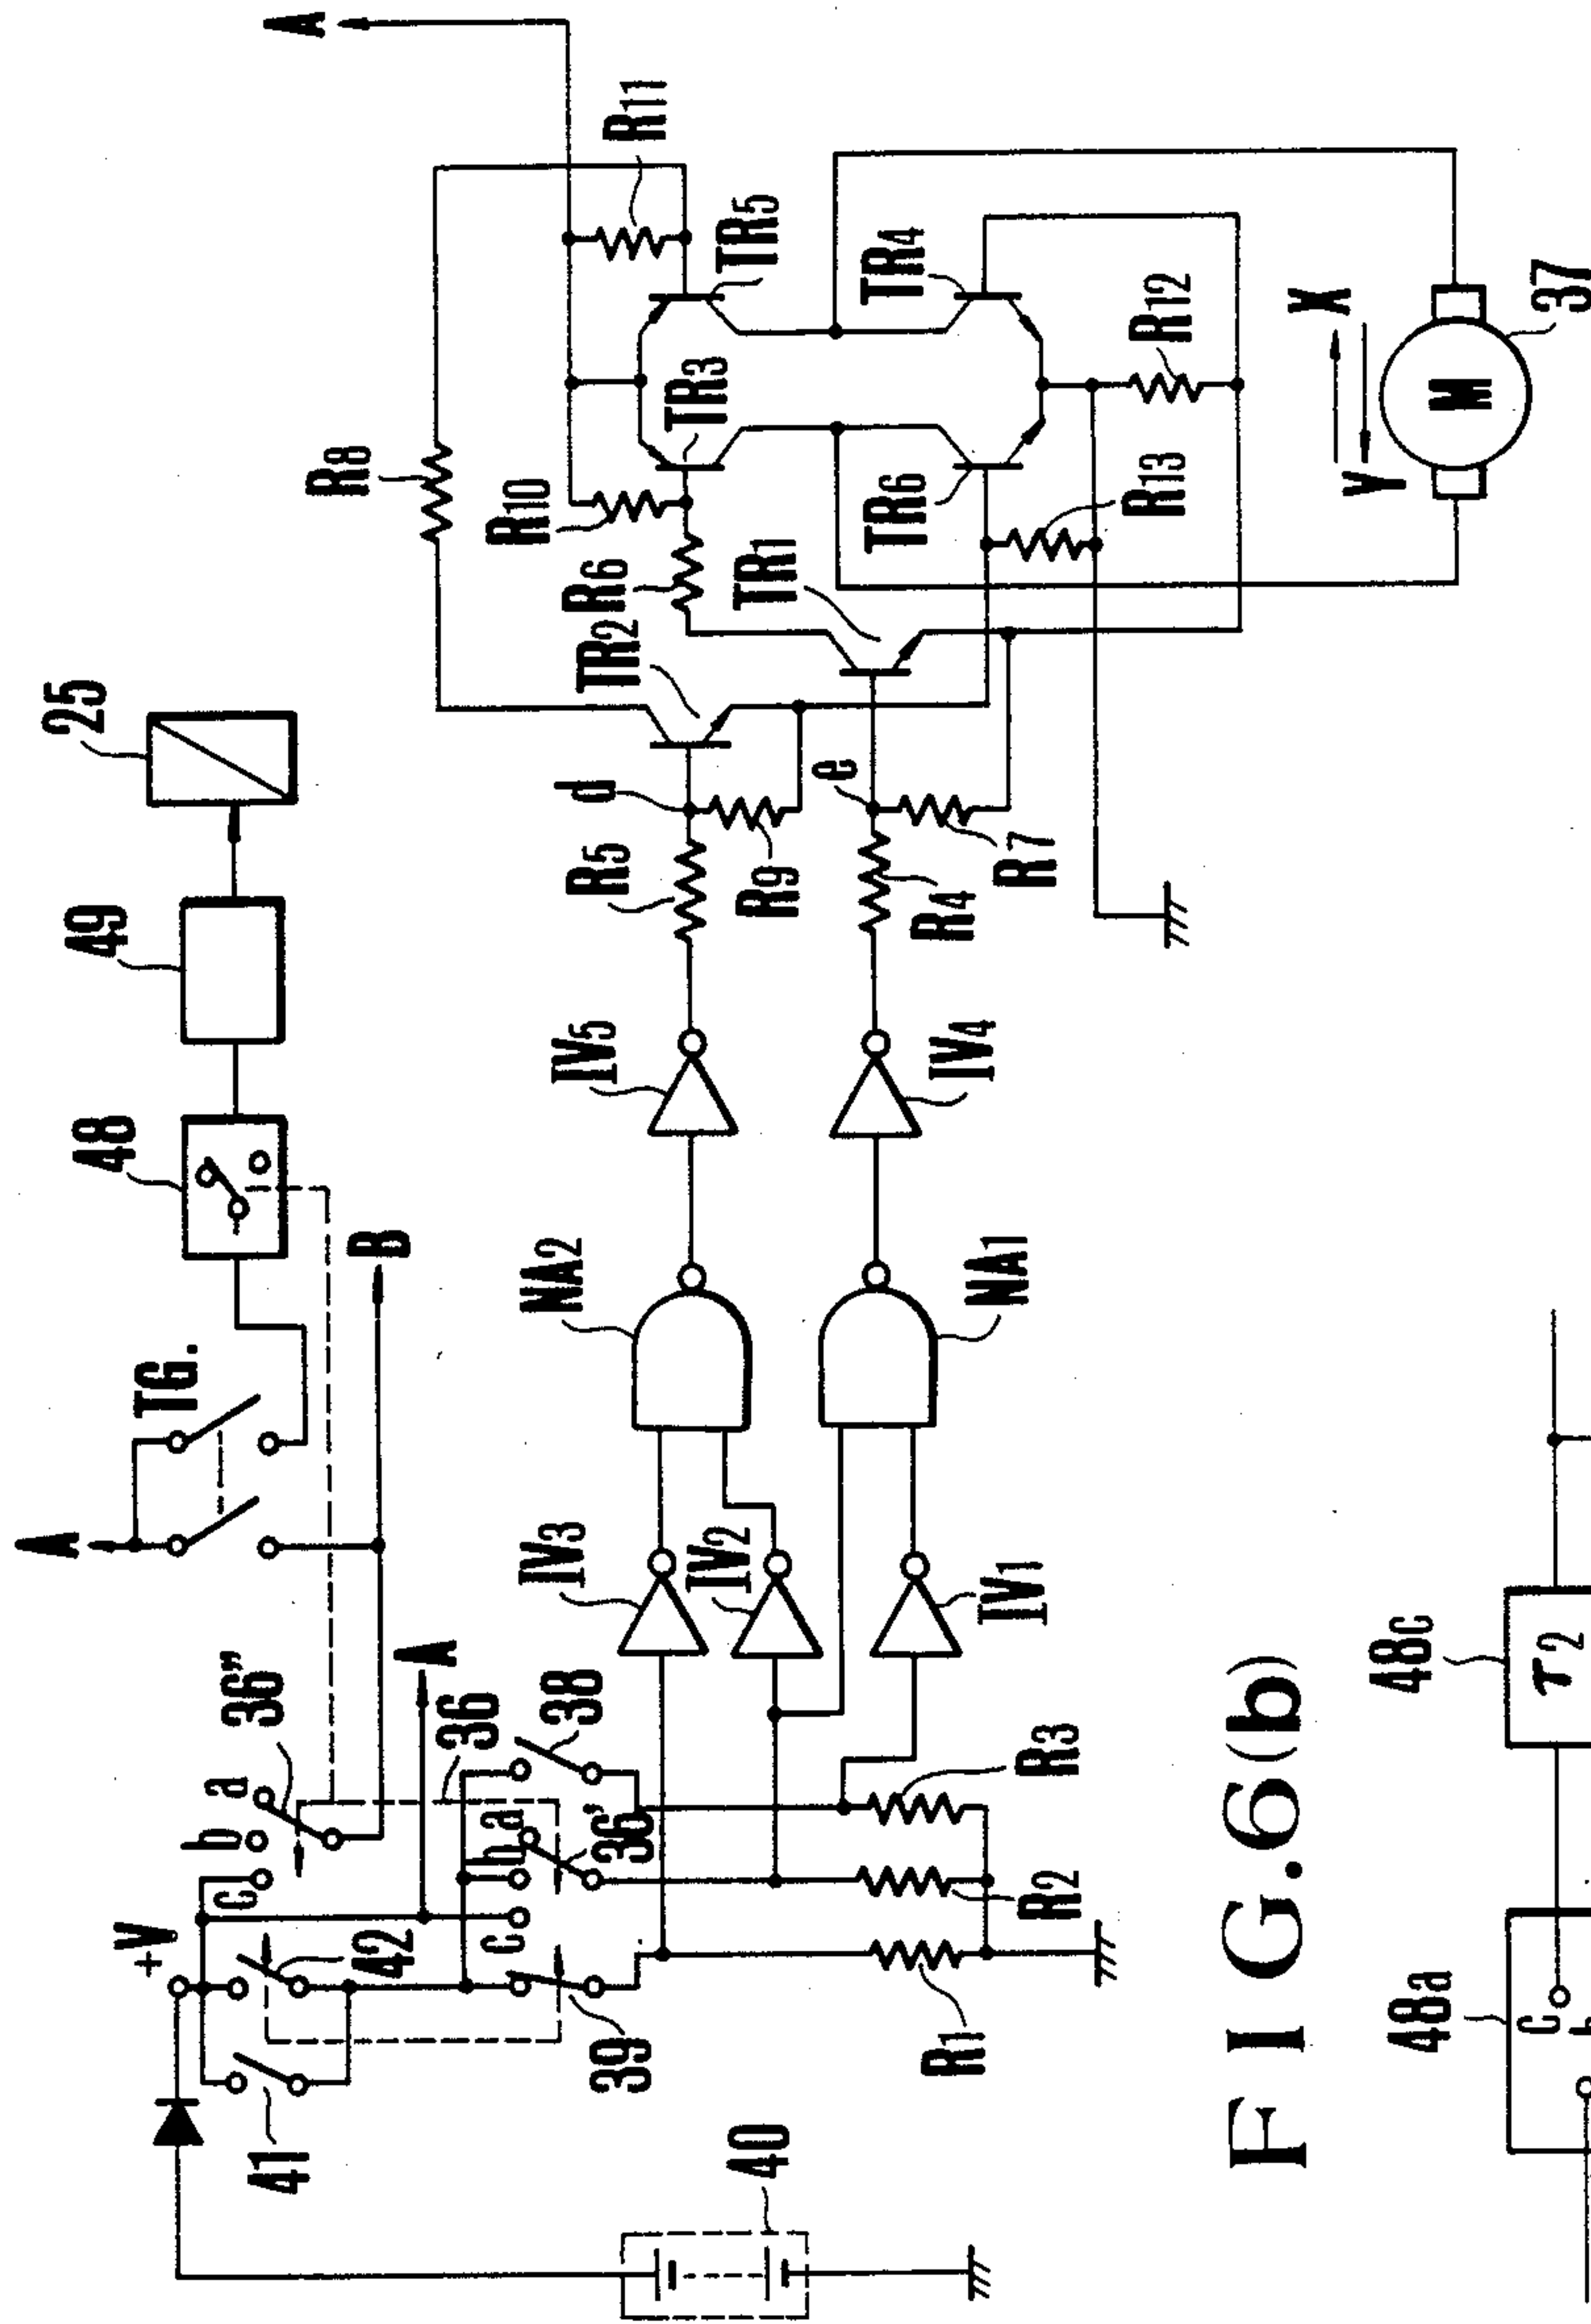 A
R11
R8
TR5
R10
TR3
TR4
R6
TR2
TR1
TR6
R12
R13
X
Y
M
37
25
d
e
R5
R9
R4
R7
49
48
IV5
IV4
B
NA2
NA1
TG.
A
IV3
IV2
IV1
36”
a
b
c
A
36
38
a
b
c
36’
R3
R2
R1
+V
42
41
39
40
FIG.6(b)
48C
τ2
48a
C